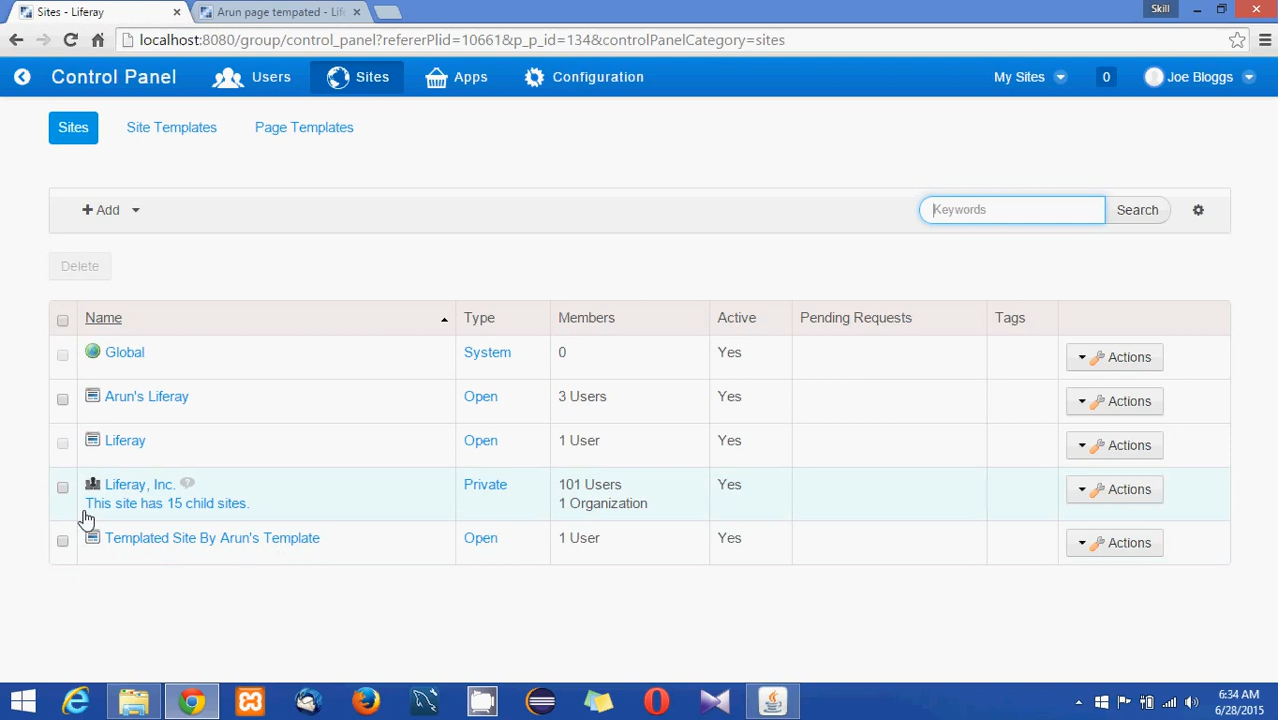 Sites - Liferay
Arun page tempated - Life
Skill
localhost:8080/group/control_panel?refererPlid=10661&p_p_id=134&controlPanelCategory=sites
Control Panel
Users
Sites
Apps
Configuration
My Sites
0
Joe Bloggs
Sites
Site Templates
Page Templates
Add
Keywords
Search
Delete
Name
Type
Members
Active
Pending Requests
Tags
Global
System
0
Yes
Actions
Arun's Liferay
Open
3 Users
Yes
Actions
Liferay
Open
1 User
Yes
Actions
Liferay, Inc.
This site has 15 child sites.
Private
101 Users
1 Organization
Yes
Actions
Templated Site By Arun's Template
Open
1 User
Yes
Actions
6:34 AM
6/28/2015